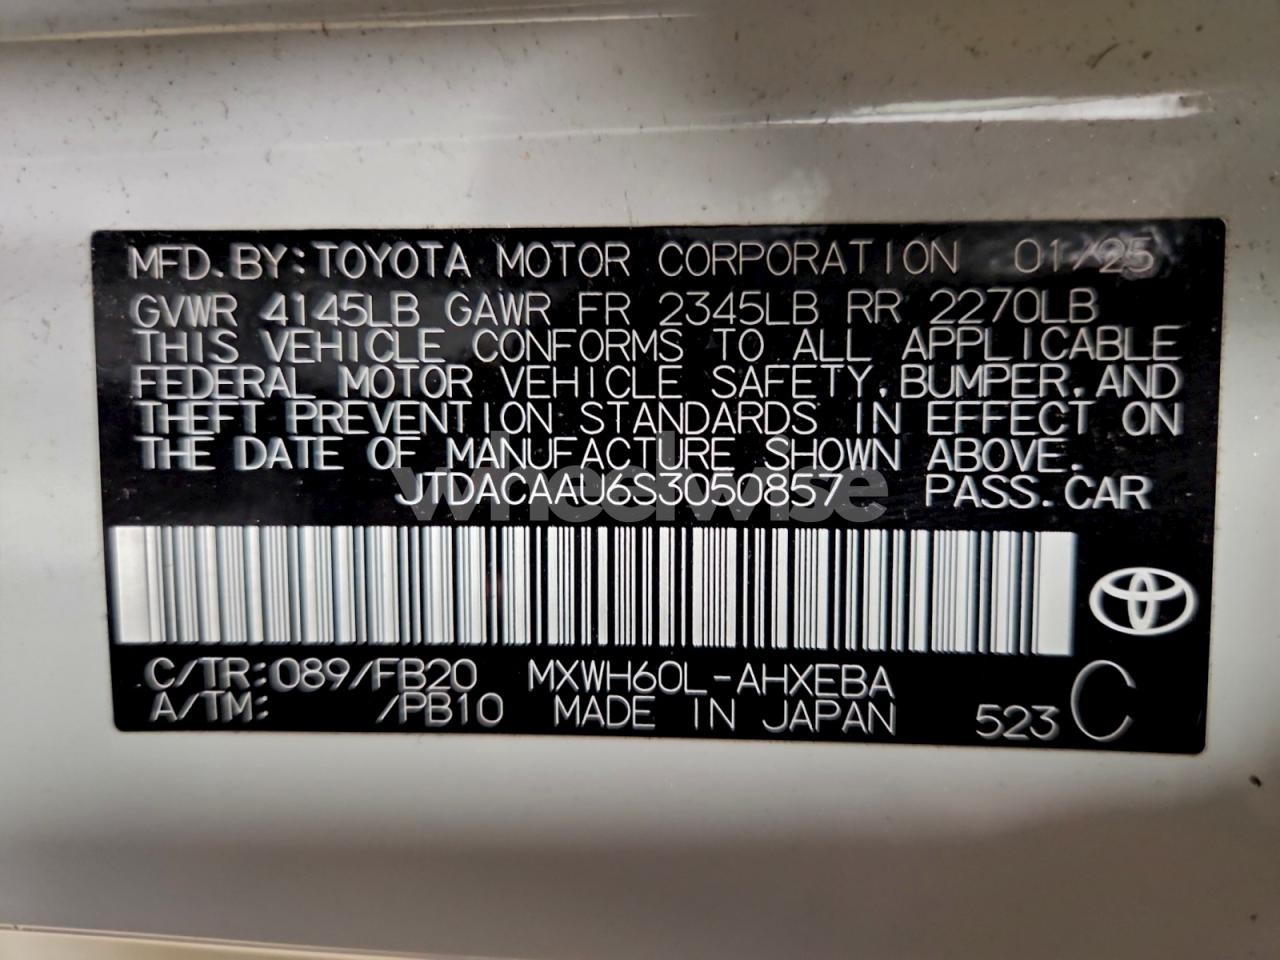 MFD.BY:TOYOTA MOTOR CORPORATION 01/25
GVWR 4145LB GAWR FR 2345LB RR 2270LB
THIS VEHICLE CONFORMS TO ALL APPLICABLE
FEDERAL MOTOR VEHICLE SAFETY,BUMPER,AND
THEFT PREVENTION STANDARDS IN EFFECT ON
THE DATE OF MANUFACTURE SHOWN ABOVE.
JTDACAAU6S3050857 PASS.CAR
wheelwise
C/TR:089/FB20 MXWH60L-AHXEBA
A/TM: /PB10 MADE IN JAPAN 523 C